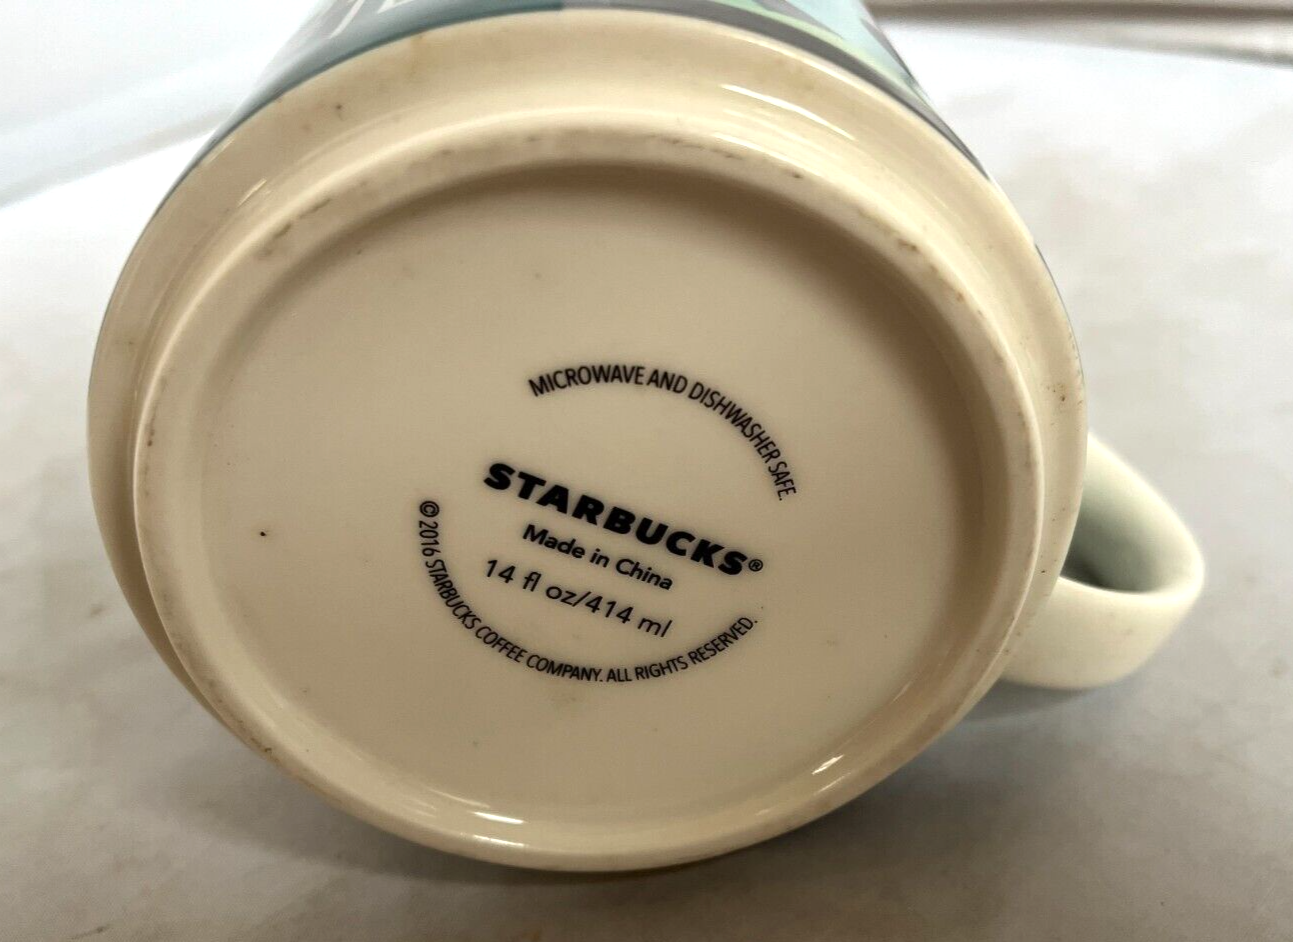 MICROWAVE AND DISHWASHER SAFE.
STARBUCKS®
Made in China
14 fl oz/414 ml
© 2016 STARBUCKS COFFEE COMPANY. ALL RIGHTS RESERVED.